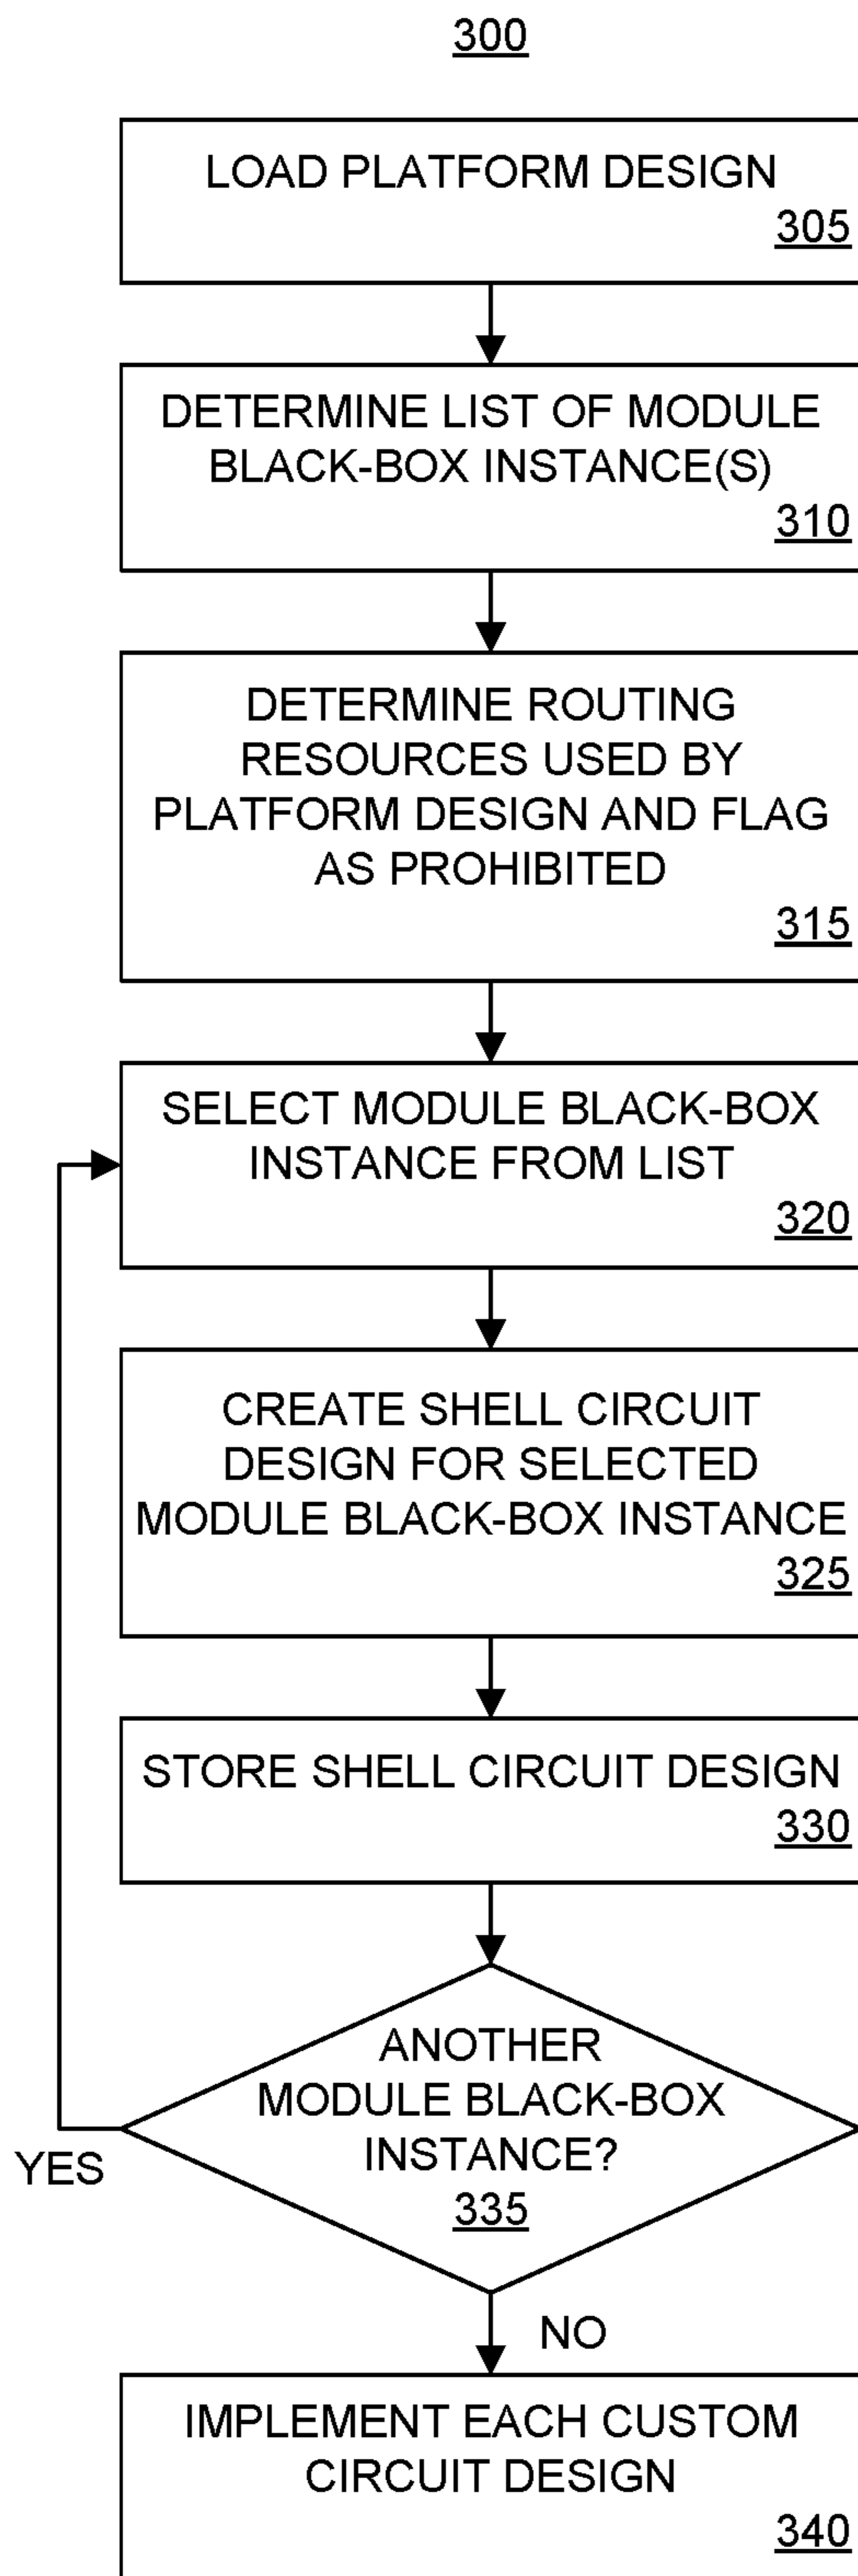 300
LOAD PLATFORM DESIGN
305
DETERMINE LIST OF MODULE
BLACK-BOX INSTANCE(S)
310
DETERMINE ROUTING
RESOURCES USED BY
PLATFORM DESIGN AND FLAG
AS PROHIBITED
315
SELECT MODULE BLACK-BOX
INSTANCE FROM LIST
320
CREATE SHELL CIRCUIT
DESIGN FOR SELECTED
MODULE BLACK-BOX INSTANCE
325
STORE SHELL CIRCUIT DESIGN
330
ANOTHER
MODULE BLACK-BOX
INSTANCE?
335
YES
NO
IMPLEMENT EACH CUSTOM
CIRCUIT DESIGN
340